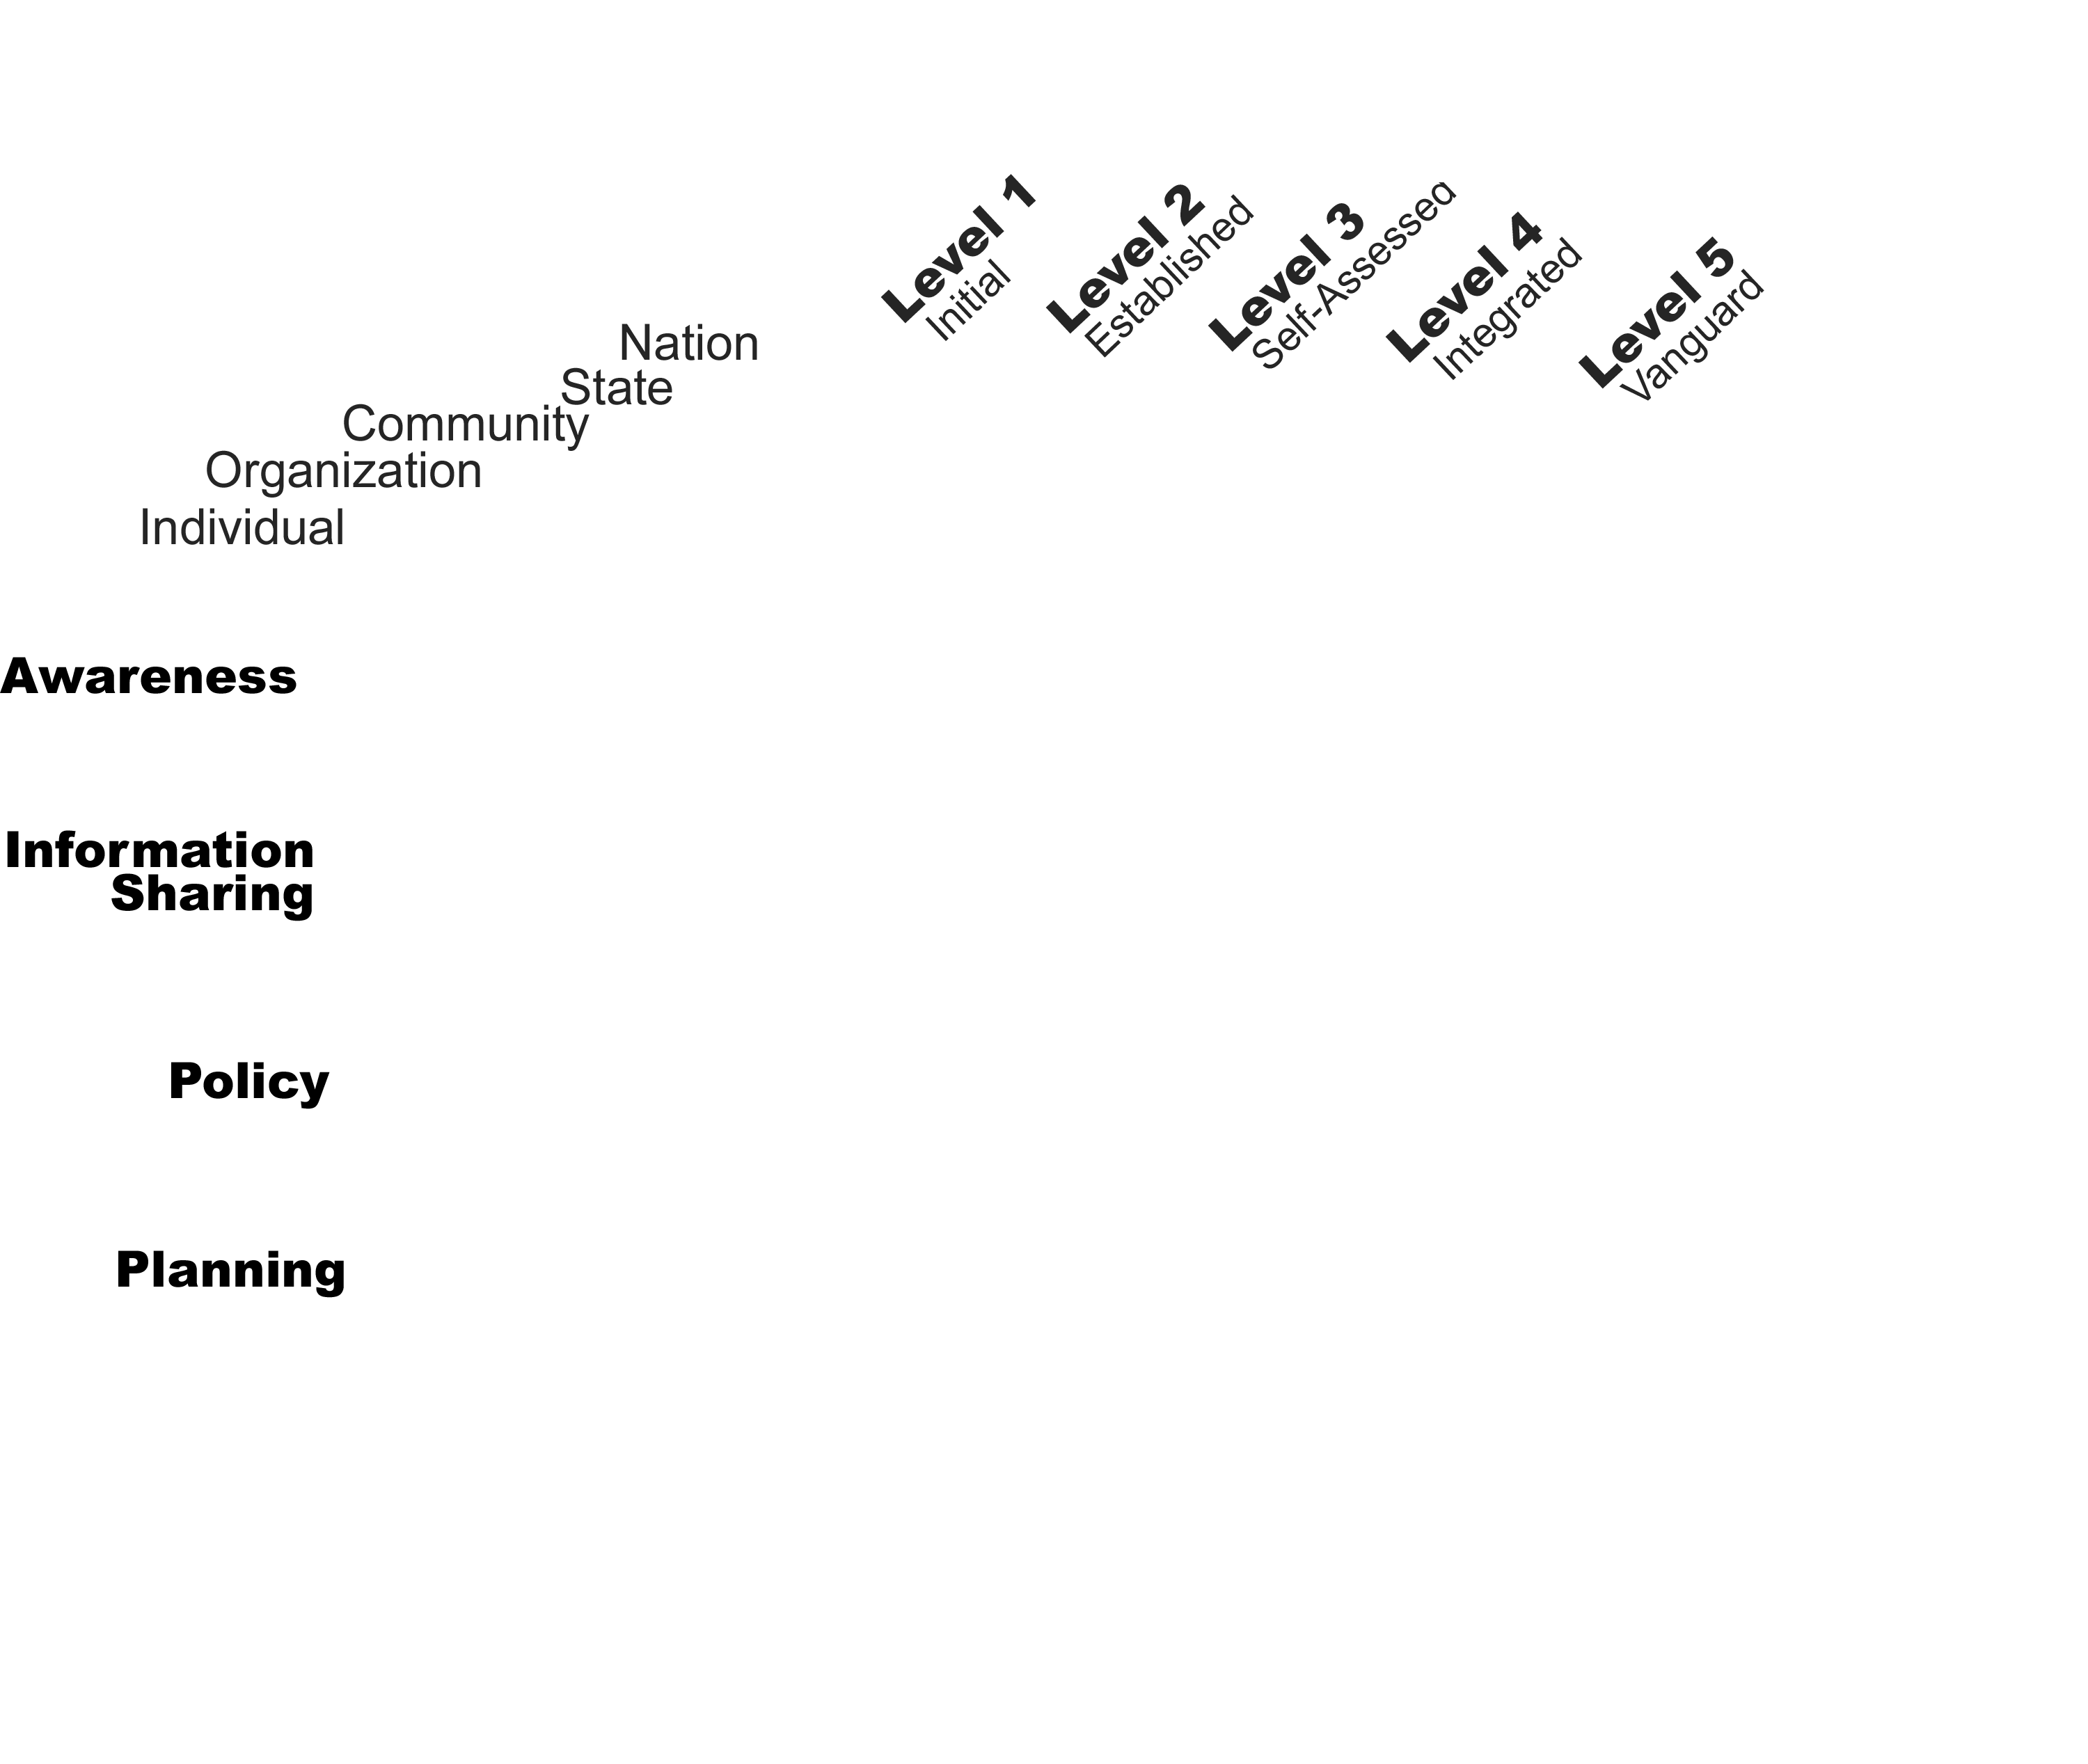 Level 1
Initial
Level 2
Established
Level 3
Self-Assessed
Level 4
Integrated
Level 5
Vanguard
Nation
State
Community
Organization
Individual
Awareness
Information
Sharing
Policy
Planning